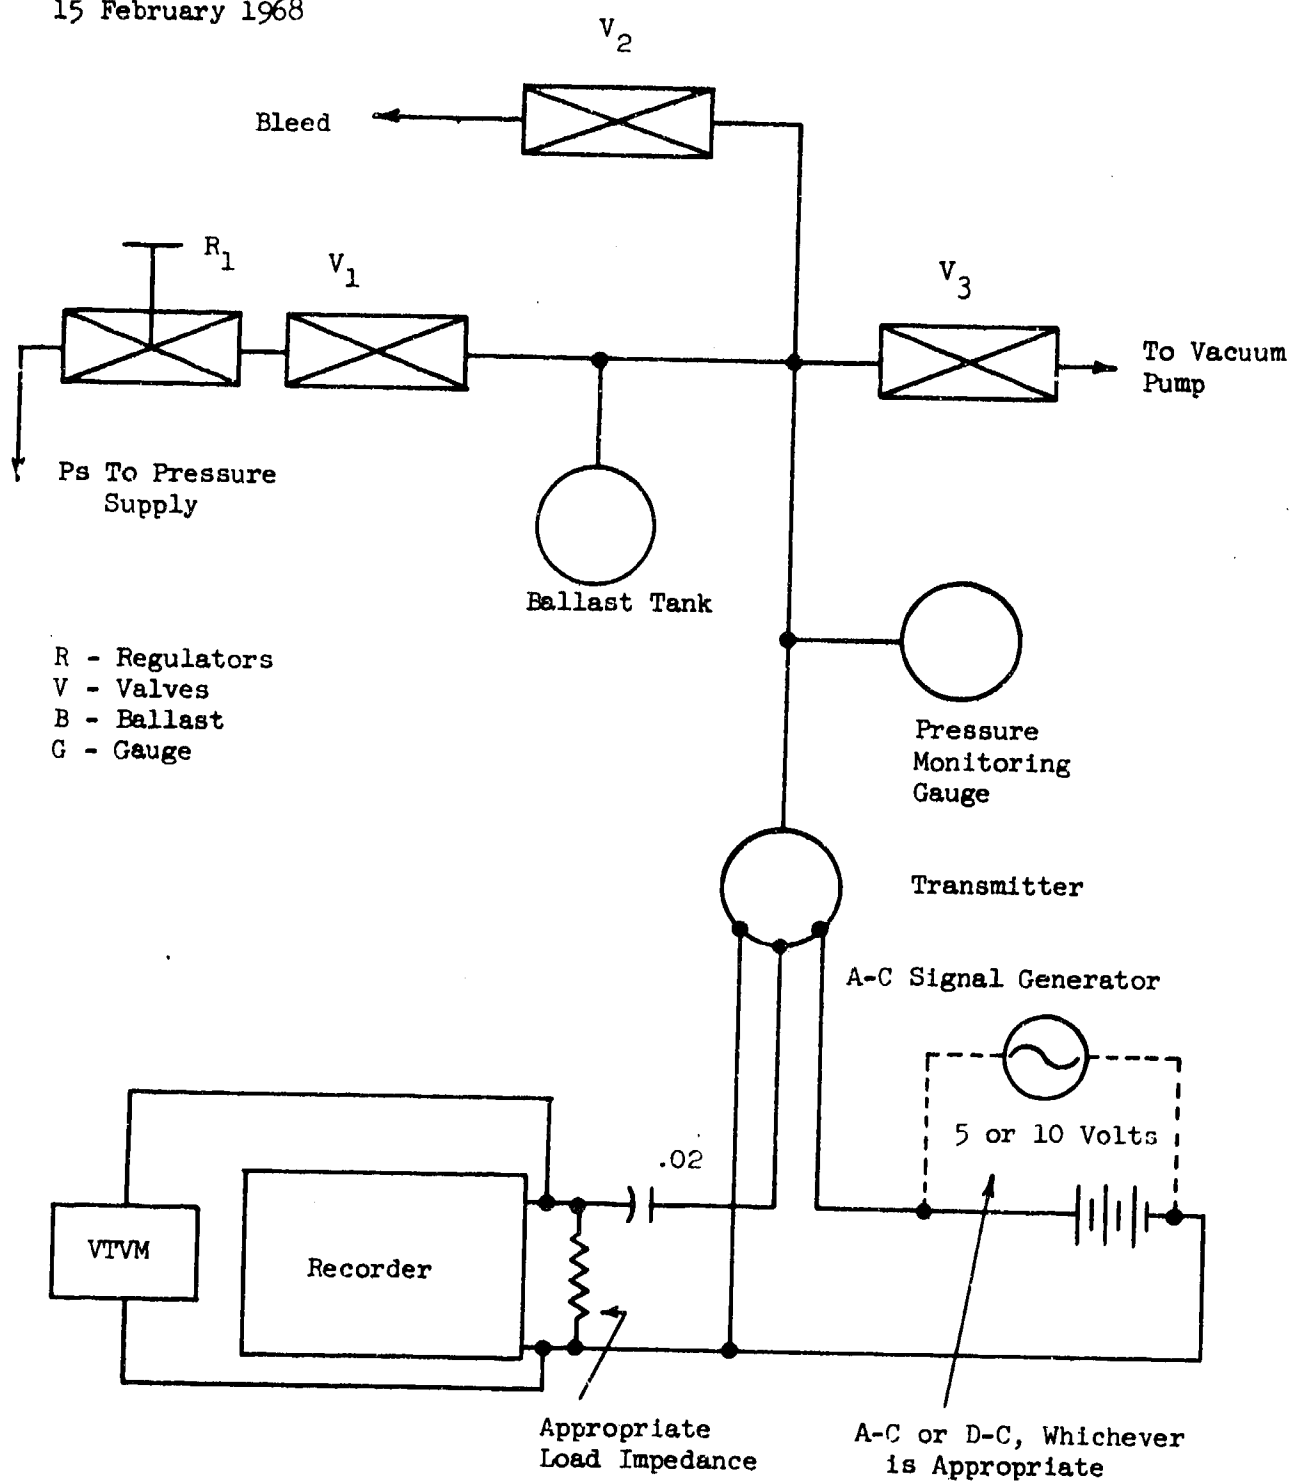 15 February 1968
V2
Bleed
R1
V1
V3
To Vacuum
Pump
Ps To Pressure
Supply
Ballast Tank
R - Regulators
V - Valves
B - Ballast
G - Gauge
Pressure
Monitoring
Gauge
Transmitter
A-C Signal Generator
5 or 10 Volts
.02
VTVM
Recorder
Appropriate
Load Impedance
A-C or D-C, Whichever
is Appropriate